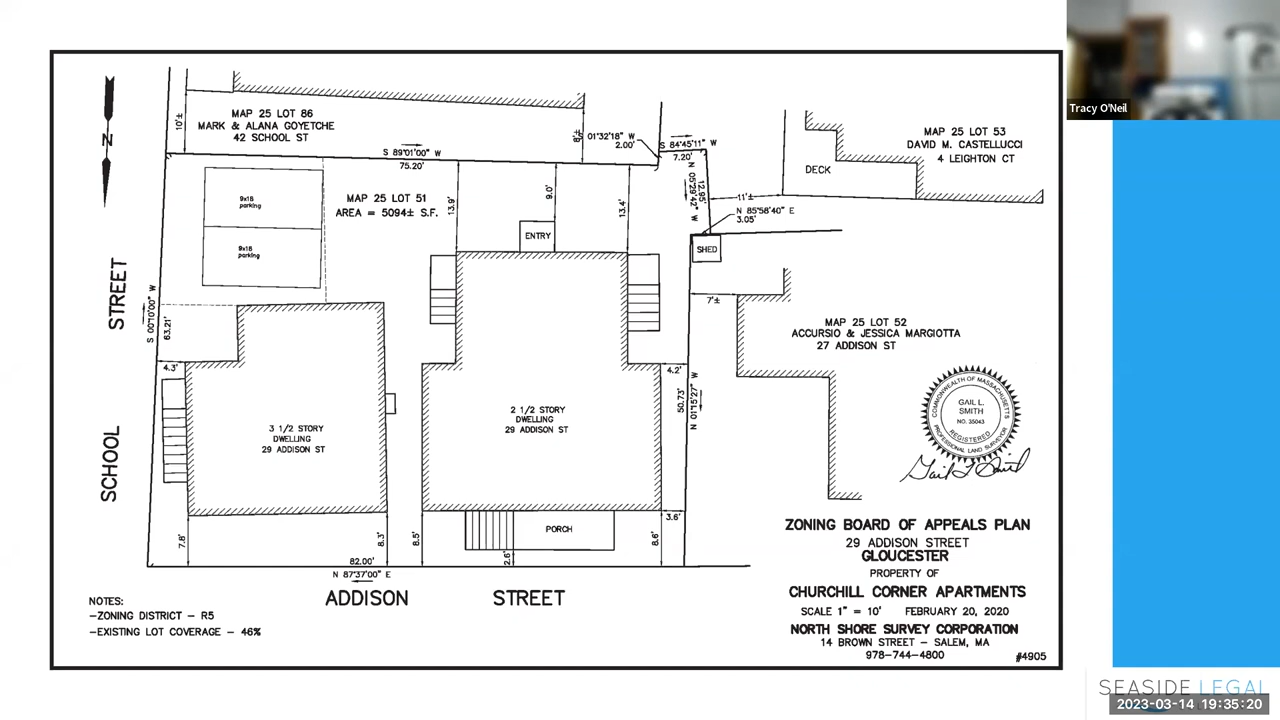 Tracy O'Neil
MAP 25 LOT 86
MARK & ALANA GOYETCHE
42 SCHOOL ST
10'±
8'±
01°32'18" W
2.00'
S 84°45'11" W
7.20'
MAP 25 LOT 53
DAVID M. CASTELLUCCI
4 LEIGHTON CT
DECK
N
S 89°01'00" W
75.20'
MAP 25 LOT 51
AREA = 5094± S.F.
9x18
parking
9x18
parking
13.9'
9.0'
13.4'
N 05°29'42" W
12.95'
11'±
N 85°58'40" E
3.05'
ENTRY
SHED
7'±
SCHOOL STREET
S 00°10'00" W
63.21'
4.3'
4.2'
MAP 25 LOT 52
ACCURSIO & JESSICA MARGIOTTA
27 ADDISON ST
3 1/2 STORY
DWELLING
29 ADDISON ST
2 1/2 STORY
DWELLING
29 ADDISON ST
50.73'
N 01°15'27" W
COMMONWEALTH OF MASSACHUSETTS
GAIL L.
SMITH
NO. 35043
REGISTERED
PROFESSIONAL LAND SURVEYOR
Gail L Smith
PORCH
7.8'
8.3'
8.5'
2.6'
3.6'
8.6'
82.00'
N 87°37'00" E
ADDISON STREET
NOTES:
-ZONING DISTRICT - R5
-EXISTING LOT COVERAGE - 46%
ZONING BOARD OF APPEALS PLAN
29 ADDISON STREET
GLOUCESTER
PROPERTY OF
CHURCHILL CORNER APARTMENTS
SCALE 1" = 10' FEBRUARY 20, 2020
NORTH SHORE SURVEY CORPORATION
14 BROWN STREET - SALEM, MA
978-744-4800
#4905
SEASIDE LEGAL
2023-03-14 19:35:20